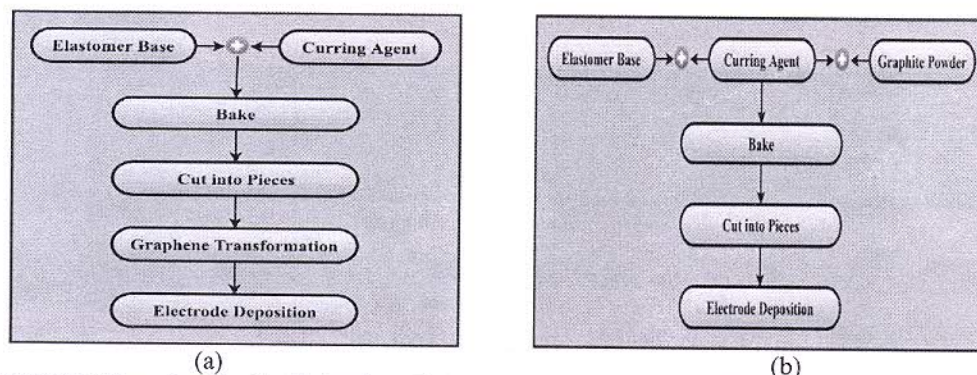 Elastomer Base
Curring Agent
Bake
Cut into Pieces
Graphene Transformation
Electrode Deposition
(a)
Elastomer Base
Curring Agent
Graphite Powder
Bake
Cut into Pieces
Electrode Deposition
(b)